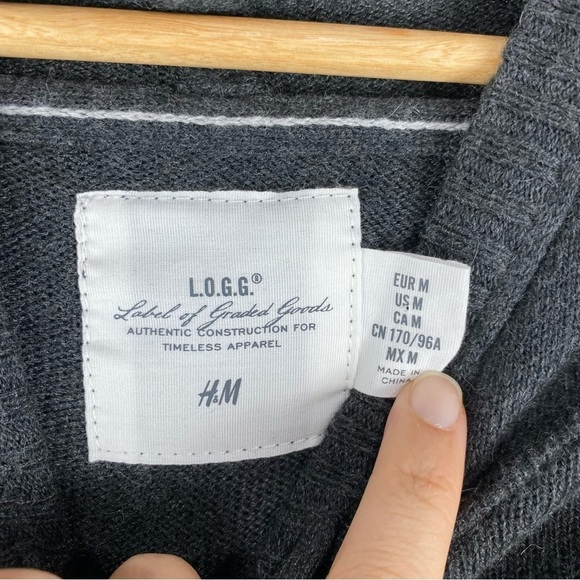 L.O.G.G.®
Label of Graded Goods
AUTHENTIC CONSTRUCTION FOR
TIMELESS APPAREL
H&M
EUR M
US M
CA M
CN 170/96A
MX M
MADE IN
CHINA